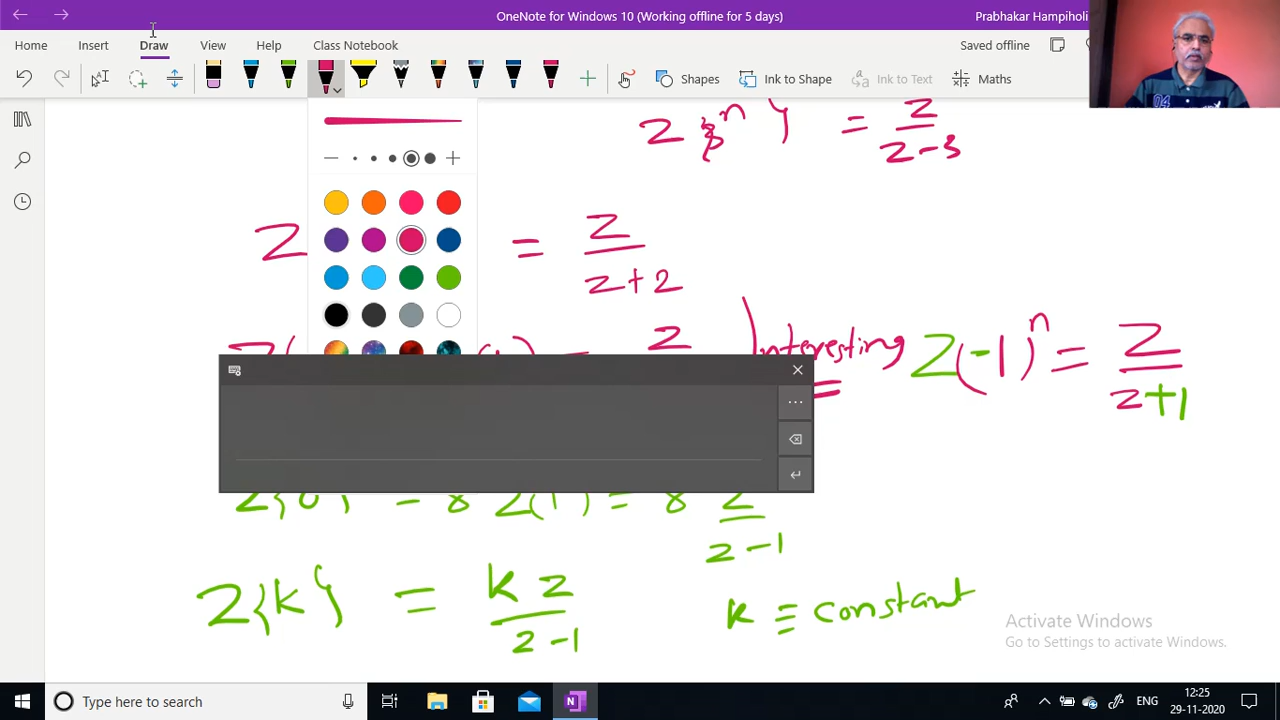 OneNote for Windows 10 (Working offline for 5 days)
Prabhakar Hampiholi
Home Insert Draw View Help Class Notebook
Saved offline
Shapes Ink to Shape Ink to Text Maths
04
= z/(z-3)
Z = z/(z+2)
= z
Interesting Z(-1)^n = z/(z+1)
= 8 Z(1) = 8 z/(z-1)
Z{k} = kz/(z-1)
k ≡ constant
Activate Windows
Go to Settings to activate Windows.
Type here to search
ENG
12:25
29-11-2020